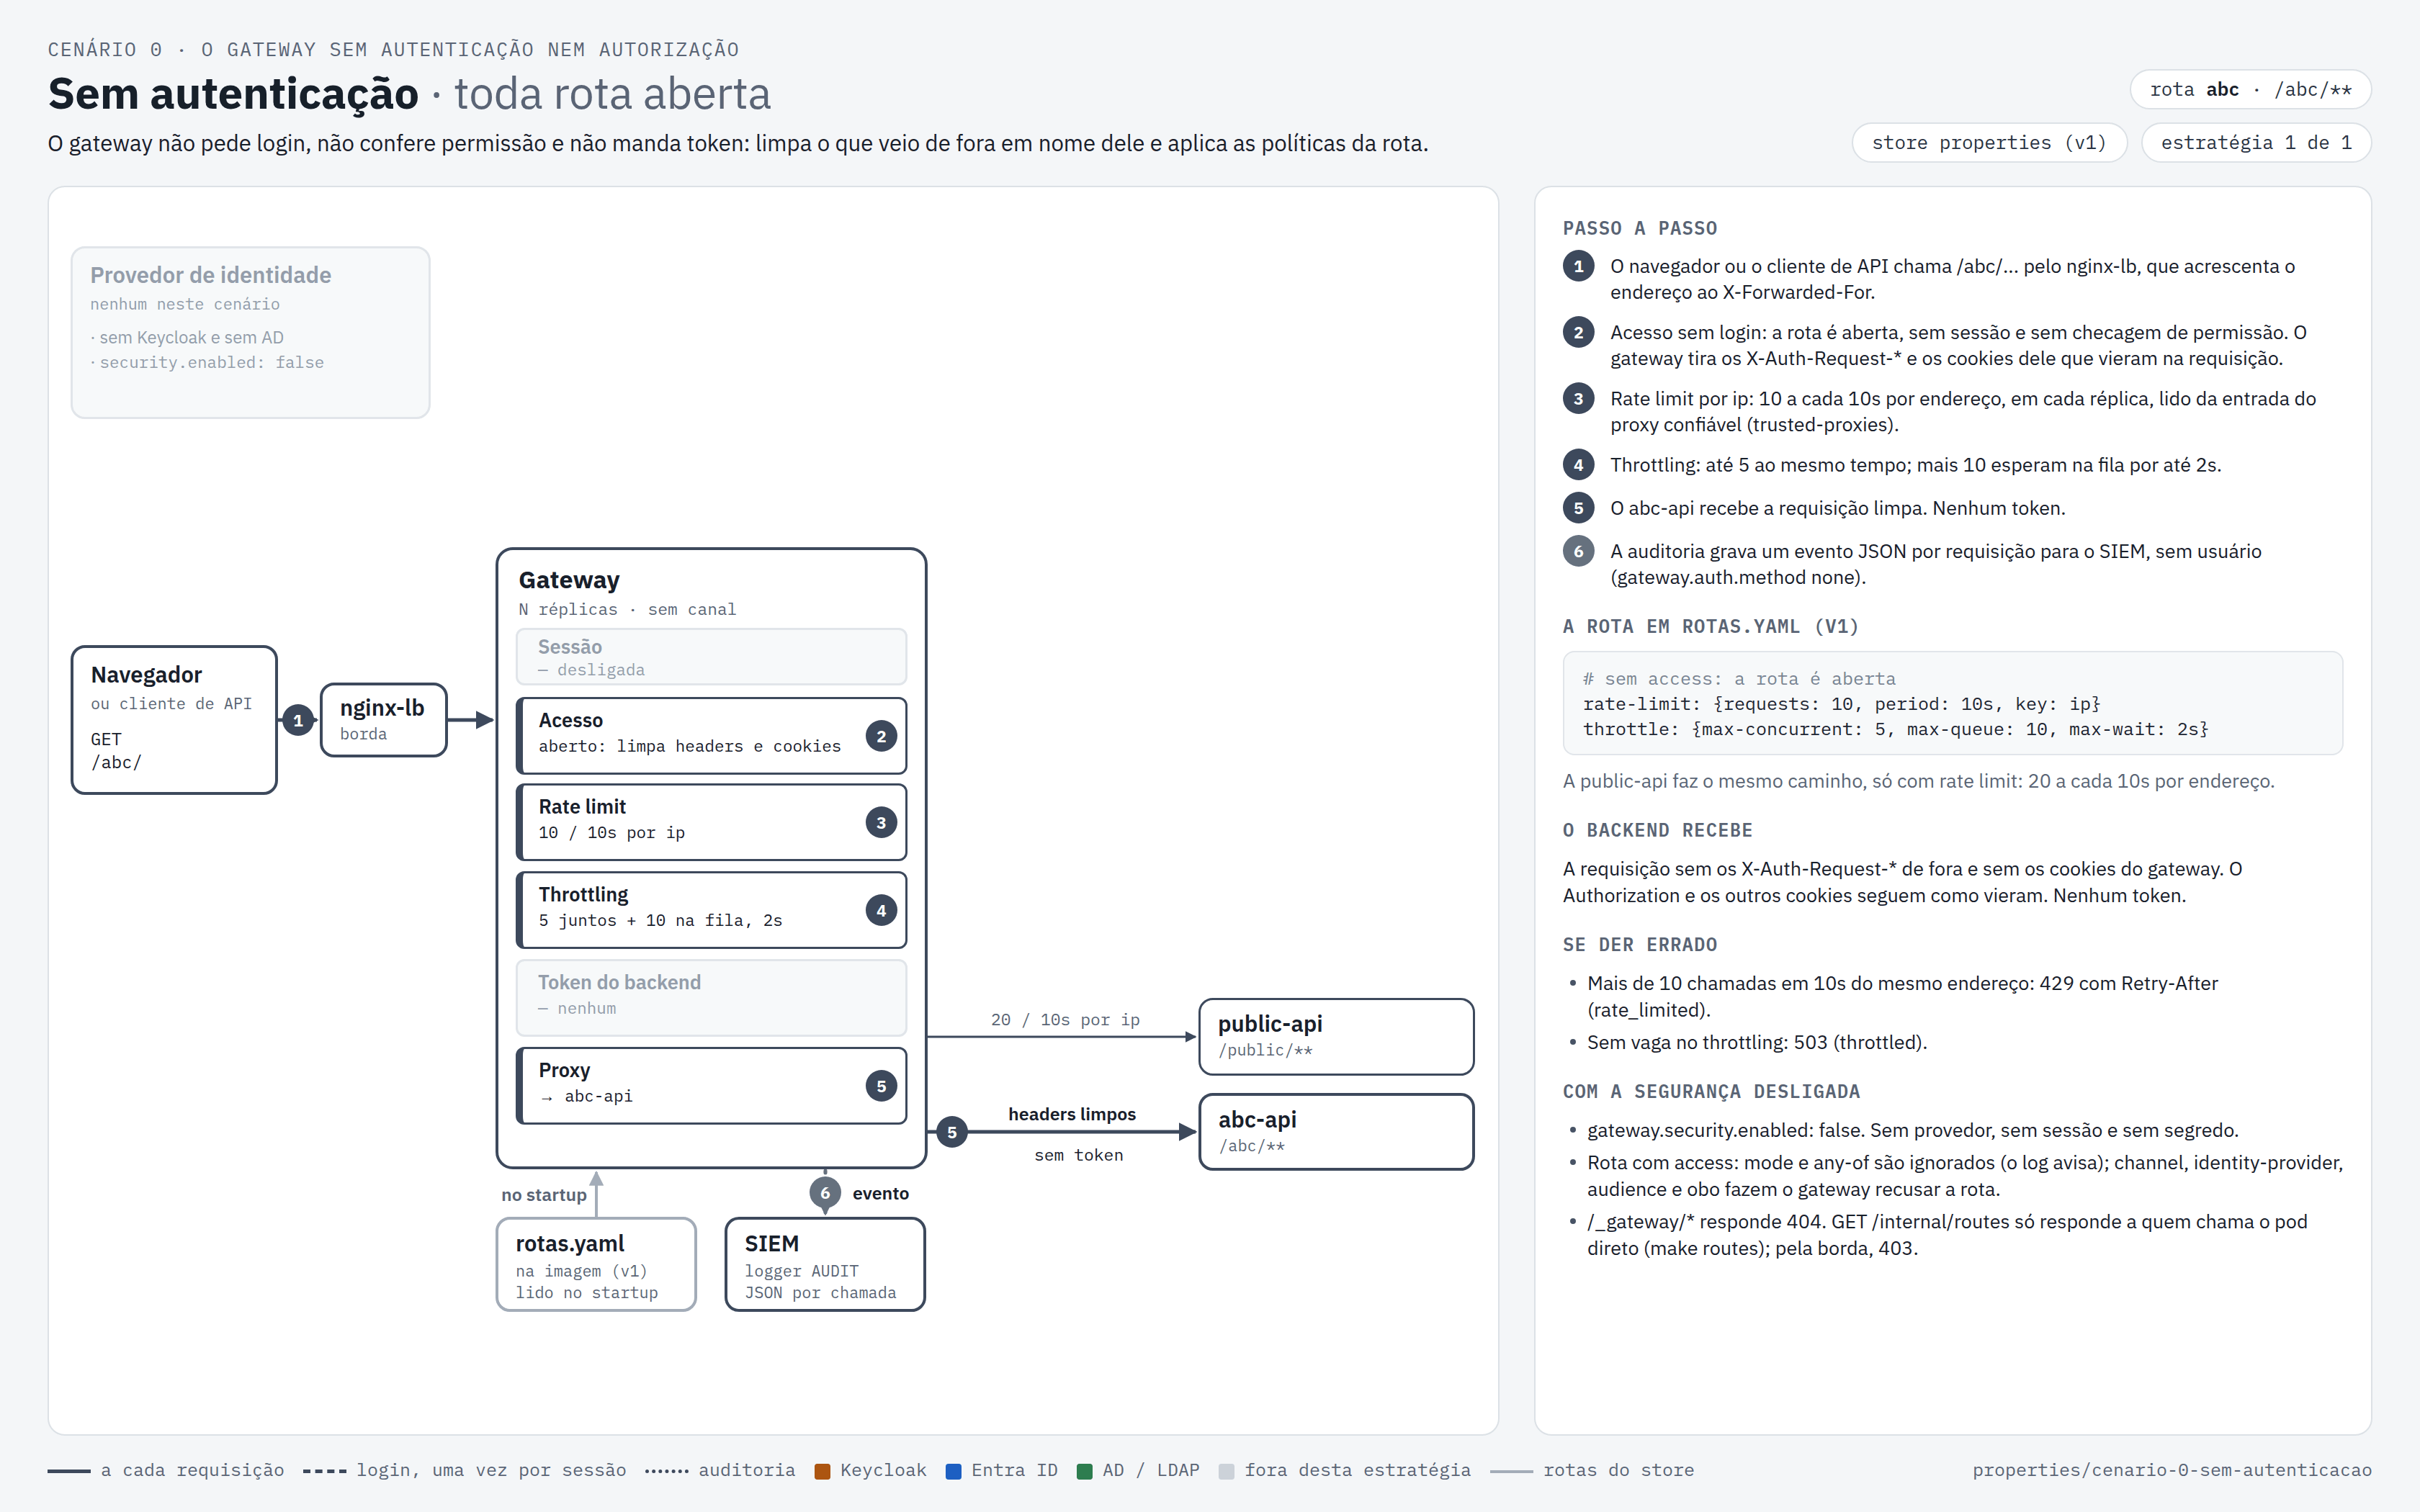 CENÁRIO 0 · O GATEWAY SEM AUTENTICAÇÃO NEM AUTORIZAÇÃO
Sem autenticação · toda rota aberta
O gateway não pede login, não confere permissão e não manda token: limpa o que veio de fora em nome dele e aplica as políticas da rota.
rota abc · /abc/**
store properties (v1)
estratégia 1 de 1
Provedor de identidade
nenhum neste cenário
· sem Keycloak e sem AD
· security.enabled: false
Navegador
ou cliente de API
GET
/abc/
1
nginx-lb
borda
Gateway
N réplicas · sem canal
Sessão
— desligada
Acesso
aberto: limpa headers e cookies
2
Rate limit
10 / 10s por ip
3
Throttling
5 juntos + 10 na fila, 2s
4
Token do backend
— nenhum
Proxy
→ abc-api
5
20 / 10s por ip
public-api
/public/**
5
headers limpos
sem token
abc-api
/abc/**
no startup
6
evento
rotas.yaml
na imagem (v1)
lido no startup
SIEM
logger AUDIT
JSON por chamada
PASSO A PASSO
1
O navegador ou o cliente de API chama /abc/... pelo nginx-lb, que acrescenta o
endereço ao X-Forwarded-For.
2
Acesso sem login: a rota é aberta, sem sessão e sem checagem de permissão. O
gateway tira os X-Auth-Request-* e os cookies dele que vieram na requisição.
3
Rate limit por ip: 10 a cada 10s por endereço, em cada réplica, lido da entrada do
proxy confiável (trusted-proxies).
4
Throttling: até 5 ao mesmo tempo; mais 10 esperam na fila por até 2s.
5
O abc-api recebe a requisição limpa. Nenhum token.
6
A auditoria grava um evento JSON por requisição para o SIEM, sem usuário
(gateway.auth.method none).
A ROTA EM ROTAS.YAML (V1)
# sem access: a rota é aberta
rate-limit: {requests: 10, period: 10s, key: ip}
throttle: {max-concurrent: 5, max-queue: 10, max-wait: 2s}
A public-api faz o mesmo caminho, só com rate limit: 20 a cada 10s por endereço.
O BACKEND RECEBE
A requisição sem os X-Auth-Request-* de fora e sem os cookies do gateway. O
Authorization e os outros cookies seguem como vieram. Nenhum token.
SE DER ERRADO
• Mais de 10 chamadas em 10s do mesmo endereço: 429 com Retry-After
(rate_limited).
• Sem vaga no throttling: 503 (throttled).
COM A SEGURANÇA DESLIGADA
• gateway.security.enabled: false. Sem provedor, sem sessão e sem segredo.
• Rota com access: mode e any-of são ignorados (o log avisa); channel, identity-provider,
audience e obo fazem o gateway recusar a rota.
• /_gateway/* responde 404. GET /internal/routes só responde a quem chama o pod
direto (make routes); pela borda, 403.
a cada requisição
login, uma vez por sessão
auditoria
Keycloak
Entra ID
AD / LDAP
fora desta estratégia
rotas do store
properties/cenario-0-sem-autenticacao